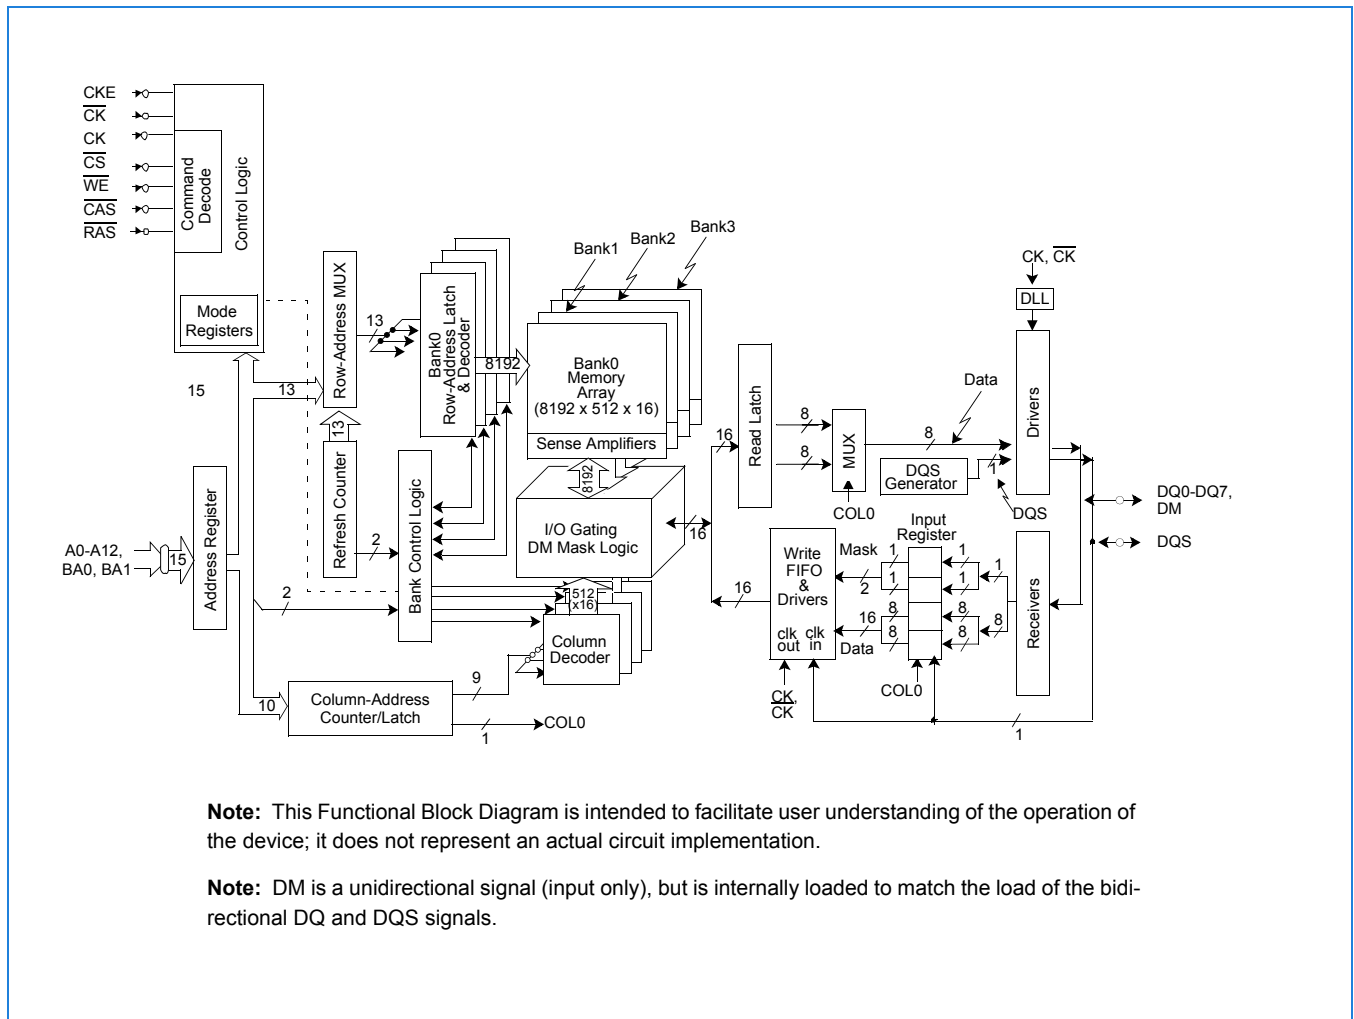 CKE
CK
CK
CS
WE
CAS
RAS
Command
Decode
Control Logic
Mode
Registers
15
13
Row-Address MUX
13
Refresh Counter
13
Bank0
Row-Address Latch
& Decoder
8192
Bank1
Bank2
Bank3
Bank0
Memory
Array
(8192 x 512 x 16)
Sense Amplifiers
8192
I/O Gating
DM Mask Logic
16
A0-A12,
BA0, BA1
15
Address Register
2
2
Bank Control Logic
512
(x16)
Column
Decoder
10
Column-Address
Counter/Latch
9
1
COL0
16
Read Latch
8
8
MUX
COL0
8
Data
DQS
Generator
1
DQS
CK, CK
DLL
Drivers
DQ0-DQ7,
DM
DQS
16
Write
FIFO
&
Drivers
clk
out
clk
in
CK,
CK
Mask
2
16
Data
Input
Register
1
1
8
8
1
1
8
8
1
8
COL0
Receivers
1
Note: This Functional Block Diagram is intended to facilitate user understanding of the operation of
the device; it does not represent an actual circuit implementation.
Note: DM is a unidirectional signal (input only), but is internally loaded to match the load of the bidi-
rectional DQ and DQS signals.